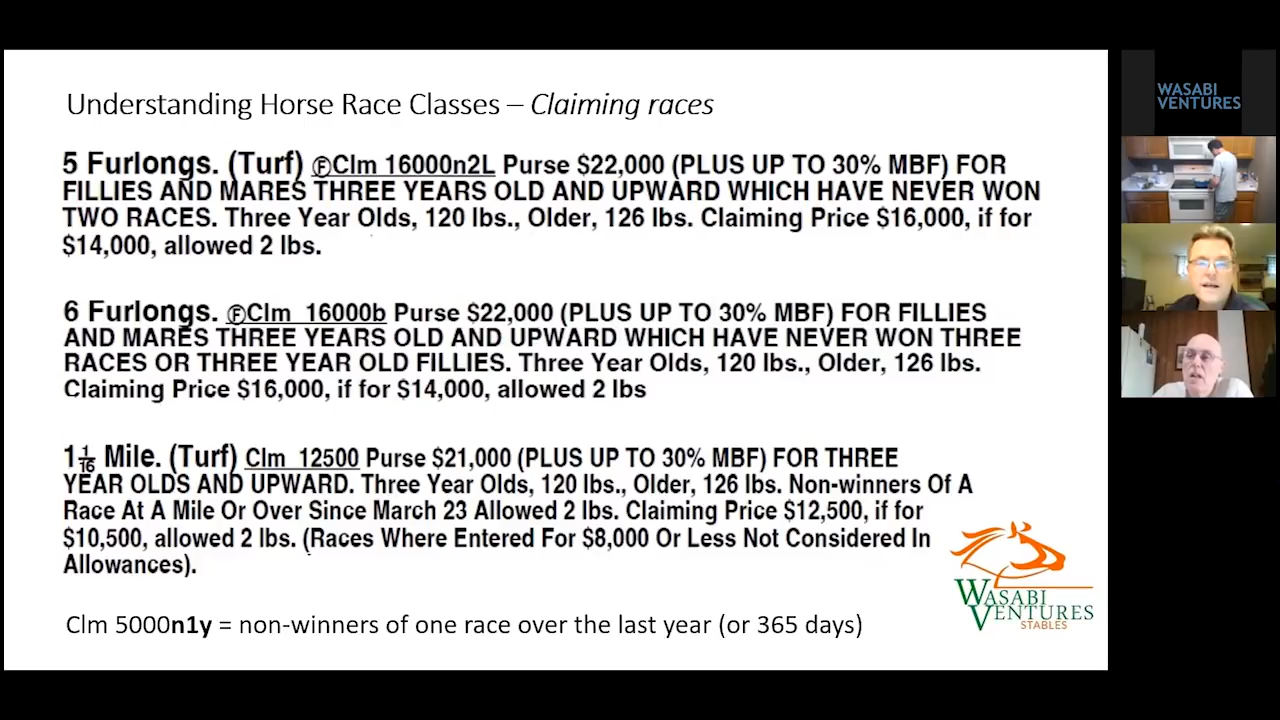 Understanding Horse Race Classes – Claiming races
5 Furlongs. (Turf) ⒻClm 16000n2L Purse $22,000 (PLUS UP TO 30% MBF) FOR
FILLIES AND MARES THREE YEARS OLD AND UPWARD WHICH HAVE NEVER WON
TWO RACES. Three Year Olds, 120 lbs., Older, 126 lbs. Claiming Price $16,000, if for
$14,000, allowed 2 lbs.
6 Furlongs. ⒻClm 16000b Purse $22,000 (PLUS UP TO 30% MBF) FOR FILLIES
AND MARES THREE YEARS OLD AND UPWARD WHICH HAVE NEVER WON THREE
RACES OR THREE YEAR OLD FILLIES. Three Year Olds, 120 lbs., Older, 126 lbs.
Claiming Price $16,000, if for $14,000, allowed 2 lbs
1 1/16 Mile. (Turf) Clm 12500 Purse $21,000 (PLUS UP TO 30% MBF) FOR THREE
YEAR OLDS AND UPWARD. Three Year Olds, 120 lbs., Older, 126 lbs. Non-winners Of A
Race At A Mile Or Over Since March 23 Allowed 2 lbs. Claiming Price $12,500, if for
$10,500, allowed 2 lbs. (Races Where Entered For $8,000 Or Less Not Considered In
Allowances).
Clm 5000n1y = non-winners of one race over the last year (or 365 days)
WASABI
VENTURES
STABLES
WASABI
VENTURES